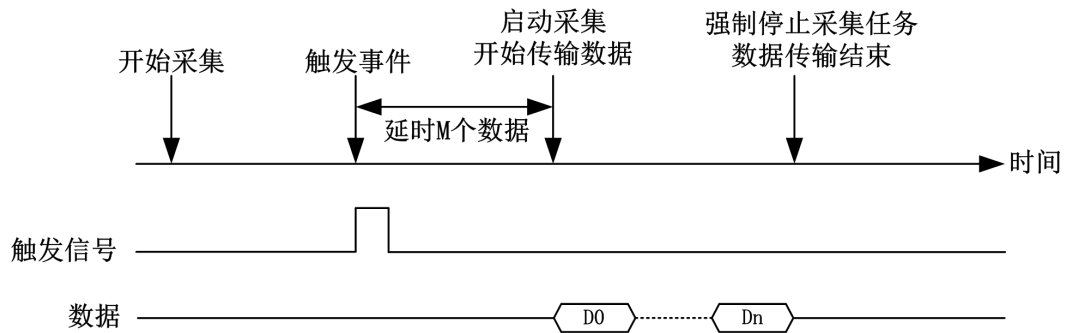 启动采集
强制停止采集任务
开始采集
触发事件
开始传输数据
数据传输结束
延时M个数据
时间
触发信号
数据
D0
Dn